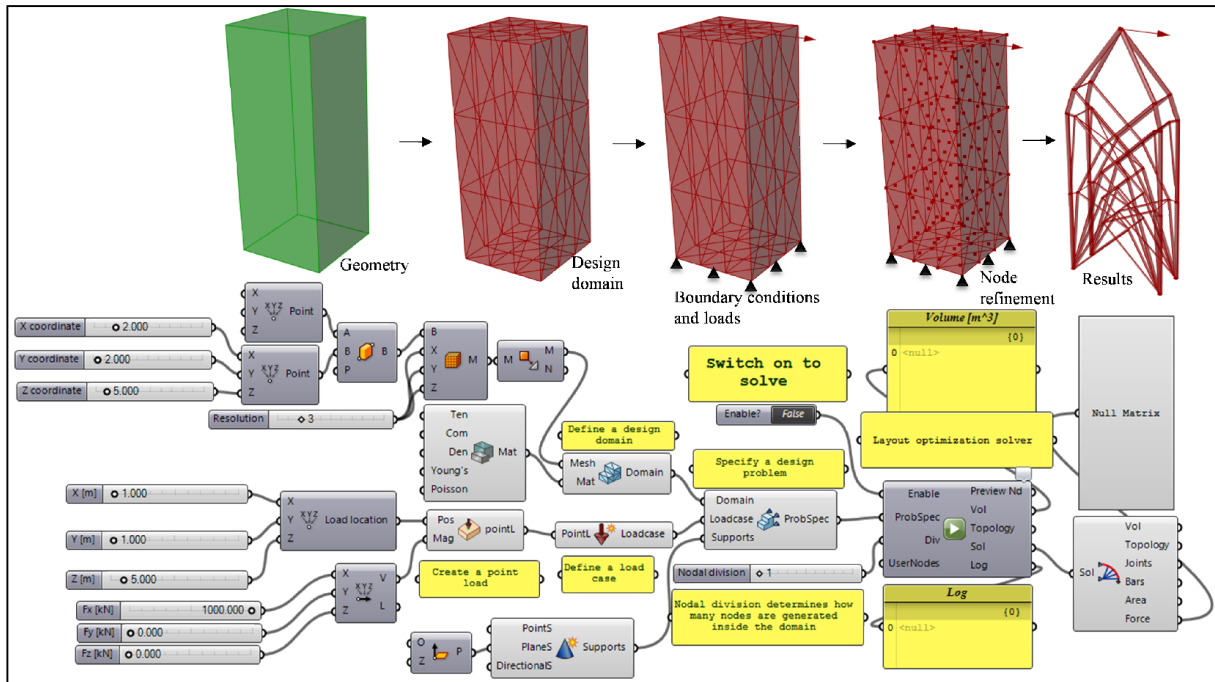 Geometry
Design
domain
Boundary conditions
and loads
Node
refinement
Results
X coordinate
2.000
Y coordinate
2.000
Z coordinate
5.000
X
Y
Z
XYZ
Point
X
Y
Z
XYZ
Point
A
B
P
B
Resolution
3
B
X
Y
Z
M
M
M
N
Ten
Com
Den
Young's
Poisson
Mat
Define a design
domain
Mesh
Mat
Domain
Switch on to
solve
Enable?
False
Specify a design
problem
Volume [m^3]
{0}
0
<null>
Layout optimization solver
Null Matrix
X [m]
1.000
Y [m]
1.000
Z [m]
5.000
X
Y
Z
XYZ
Load location
Pos
Mag
pointL
PointL
Loadcase
Domain
Loadcase
Supports
ProbSpec
Enable
ProbSpec
Div
UserNodes
Preview Nd
Vol
Topology
Sol
Log
Sol
Vol
Topology
Joints
Bars
Area
Force
Create a point
load
Define a load
case
Nodal division
1
Fx [kN]
1000.000
Fy [kN]
0.000
Fz [kN]
0.000
X
Y
Z
XYZ
V
L
Nodal division determines how
many nodes are generated
inside the domain
Log
{0}
0
<null>
O
Z
P
PointS
PlaneS
DirectionalS
Supports